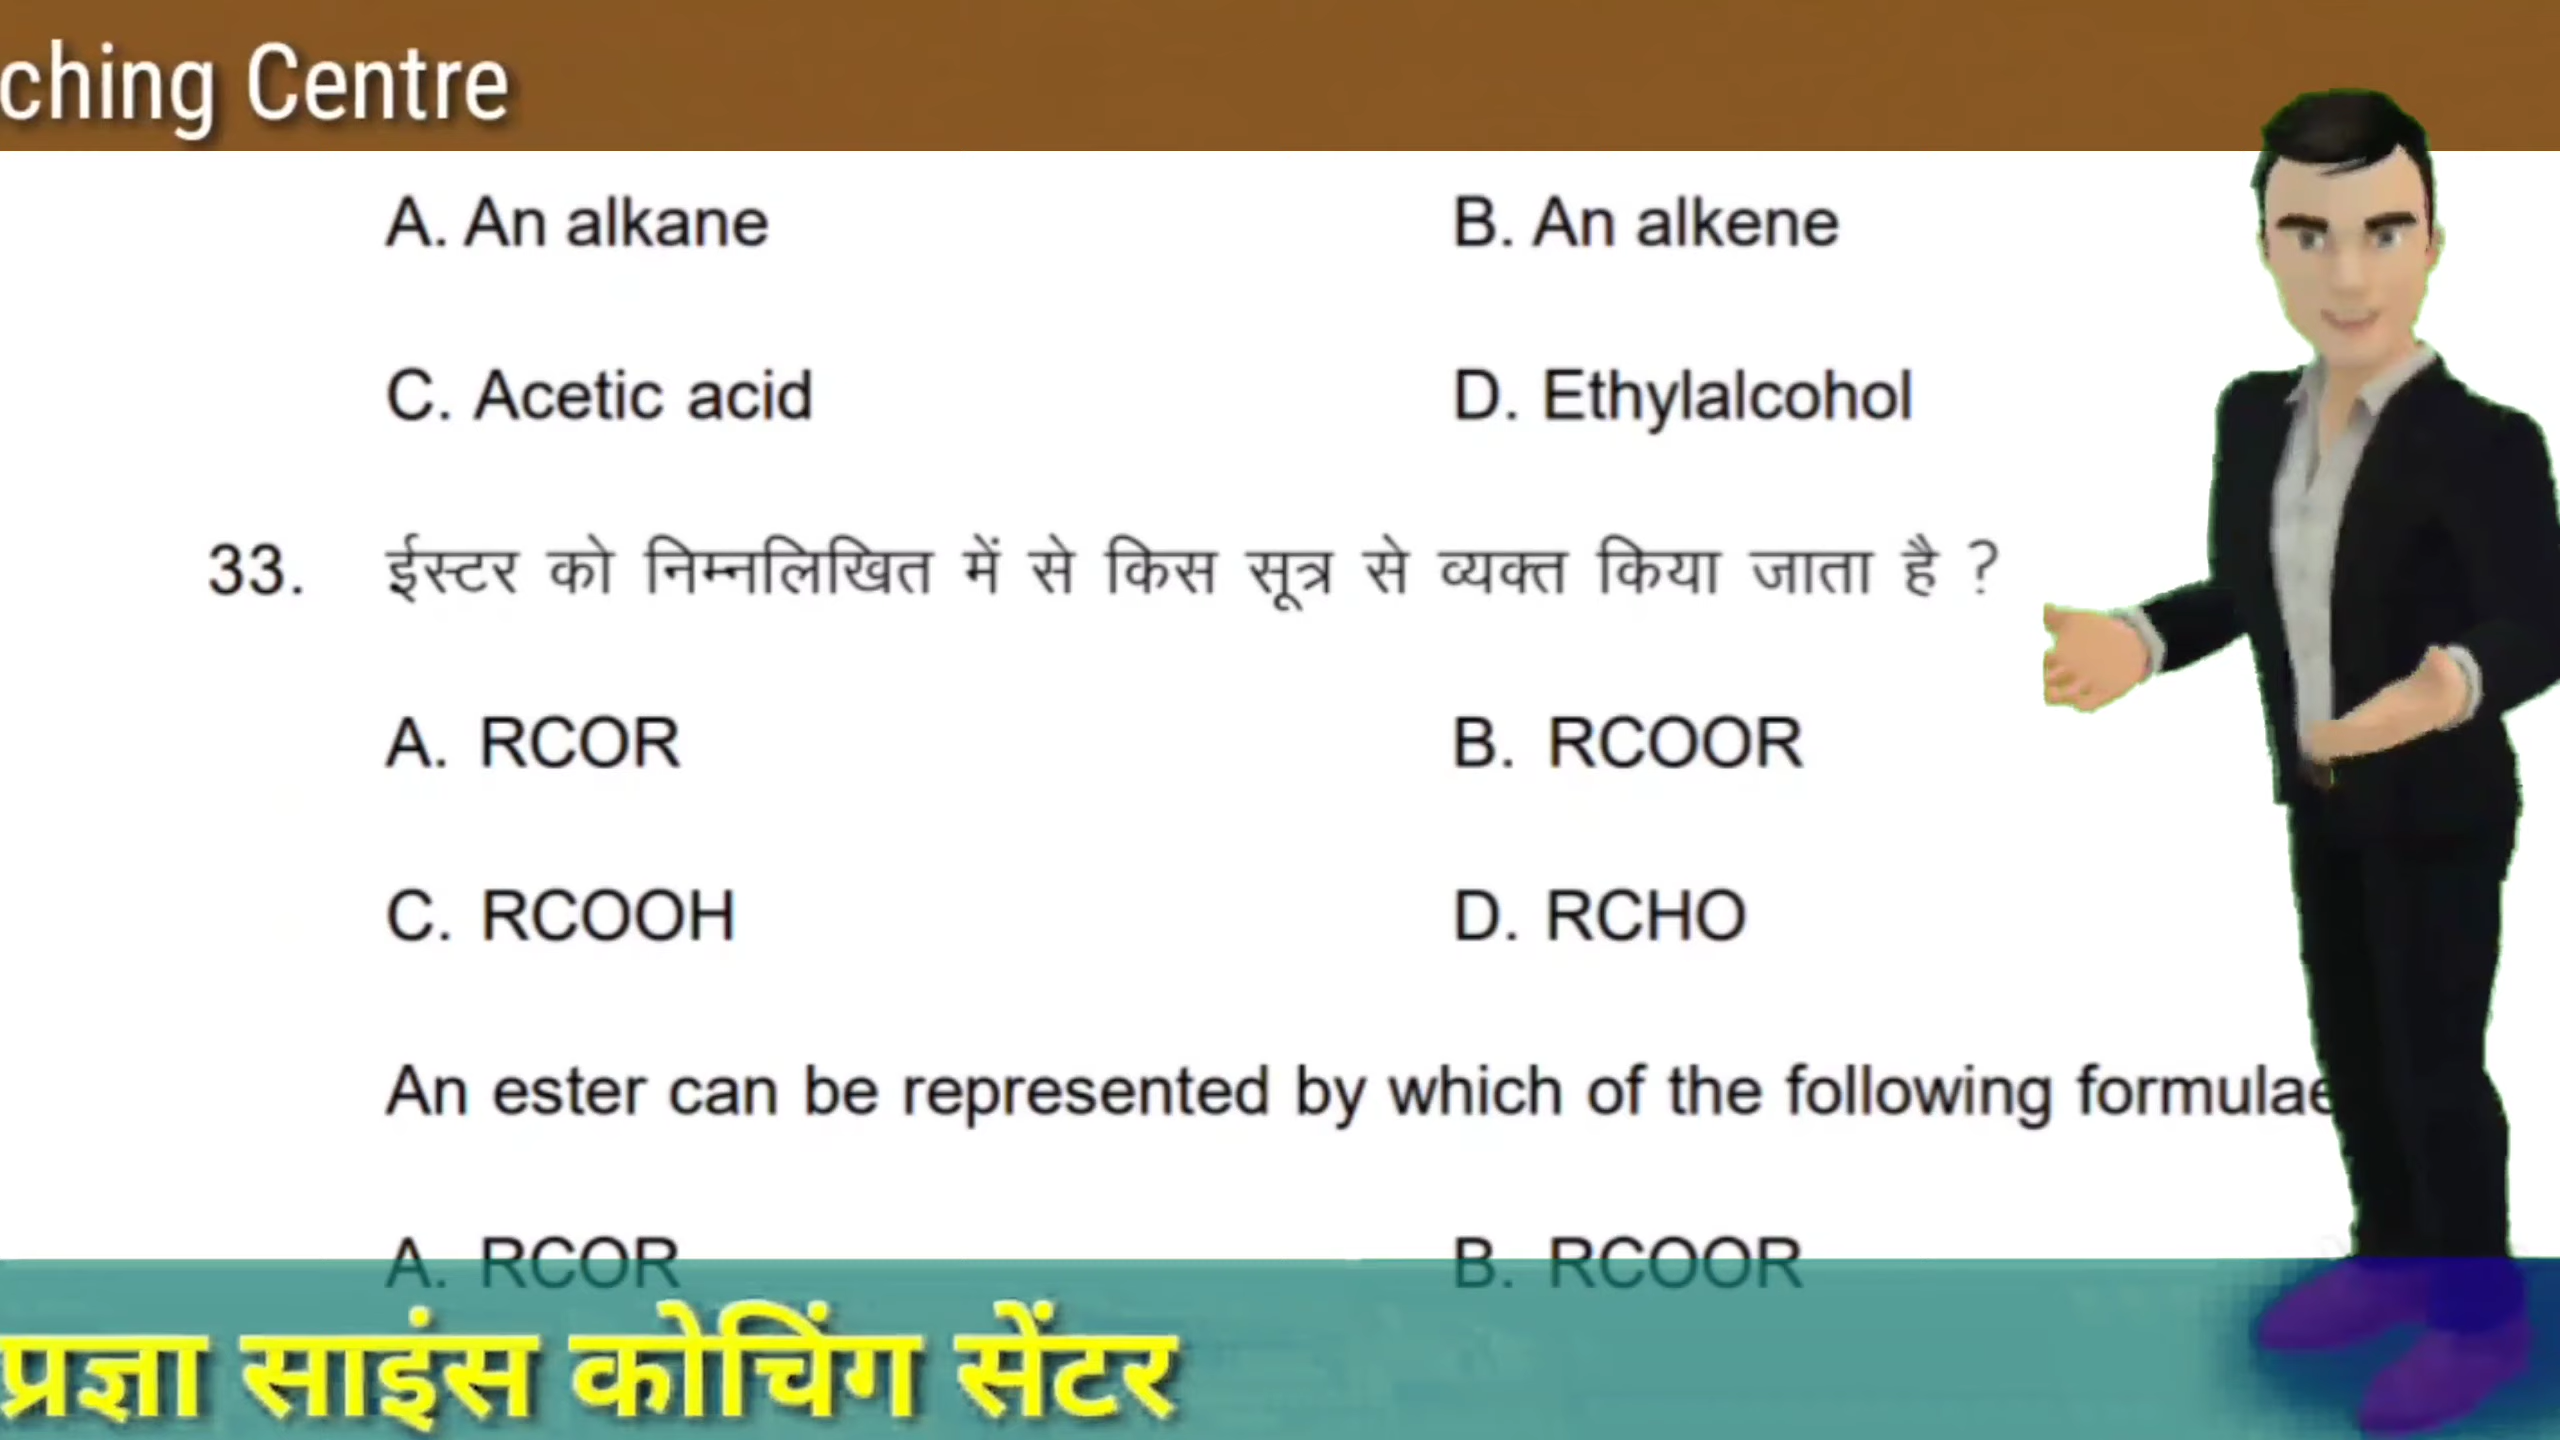 ching Centre
A. An alkane B. An alkene
C. Acetic acid D. Ethylalcohol
33. ईस्टर को निम्नलिखित में से किस सूत्र से व्यक्त किया जाता है ?
A. RCOR B. RCOOR
C. RCOOH D. RCHO
An ester can be represented by which of the following formulae
A. RCOR B. RCOOR
प्रज्ञा साइंस कोचिंग सेंटर